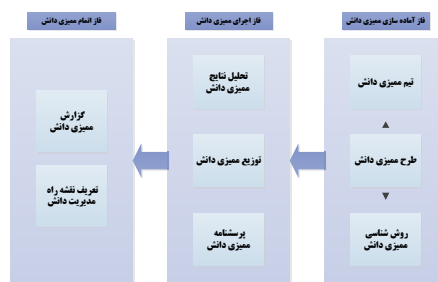 فاز آماده سازی ممیزی دانش
تیم ممیزی دانش
طرح ممیزی دانش
روش شناسی
ممیزی دانش
فاز اجرای ممیزی دانش
تحلیل نتایج
ممیزی دانش
توزیع ممیزی دانش
پرسشنامه
ممیزی دانش
فاز اتمام ممیزی دانش
گزارش
ممیزی دانش
تعریف نقشه راه
مدیریت دانش